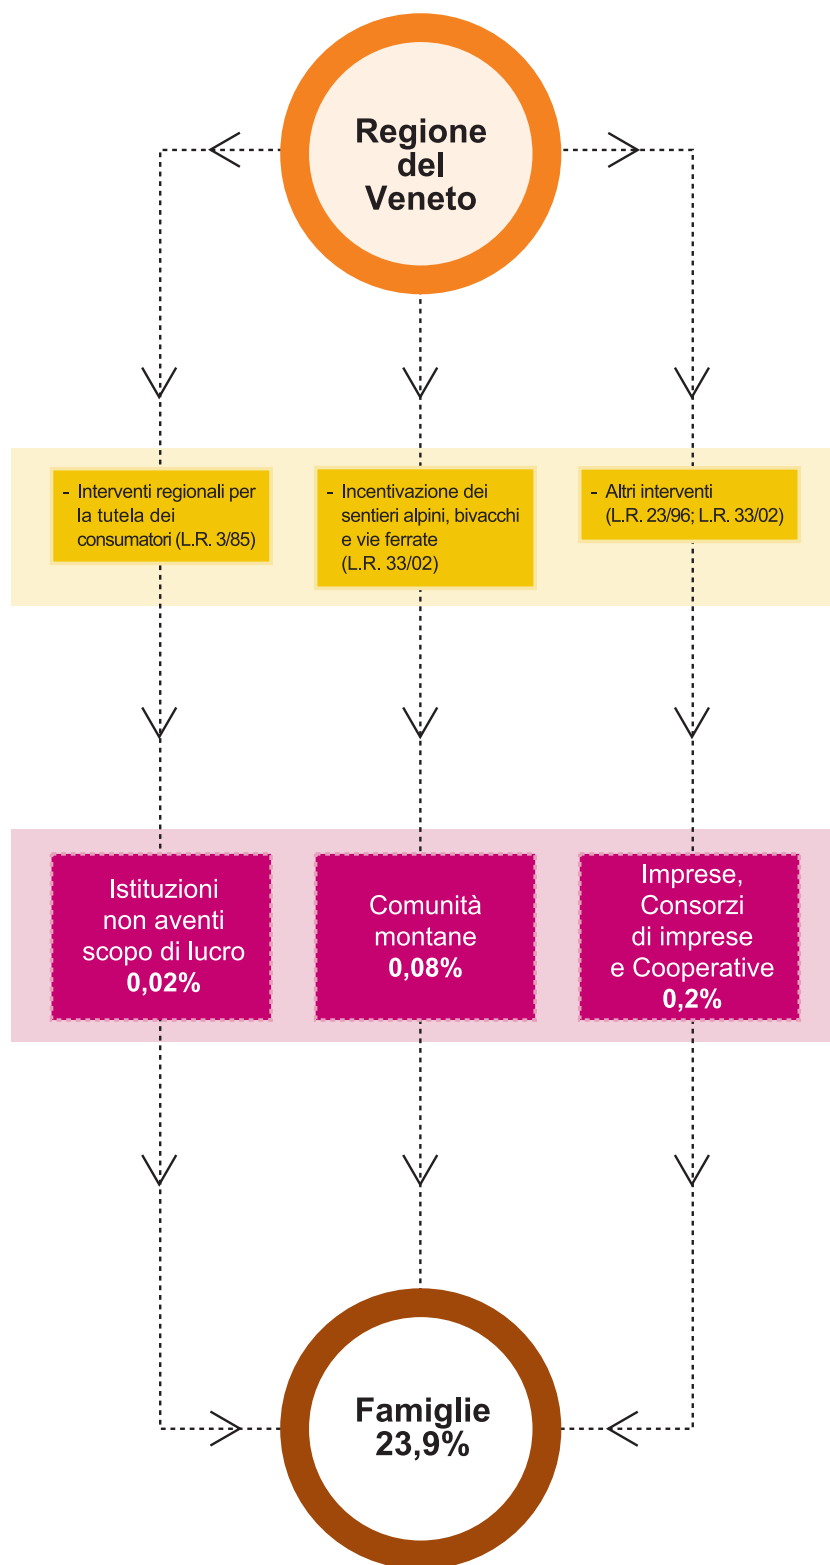 Regione
del
Veneto
- Interventi regionali per
la tutela dei
consumatori (L.R. 3/85)
- Incentivazione dei
sentieri alpini, bivacchi
e vie ferrate
(L.R. 33/02)
- Altri interventi
(L.R. 23/96; L.R. 33/02)
Istituzioni
non aventi
scopo di lucro
0,02%
Comunità
montane
0,08%
Imprese,
Consorzi
di imprese
e Cooperative
0,2%
Famiglie
23,9%